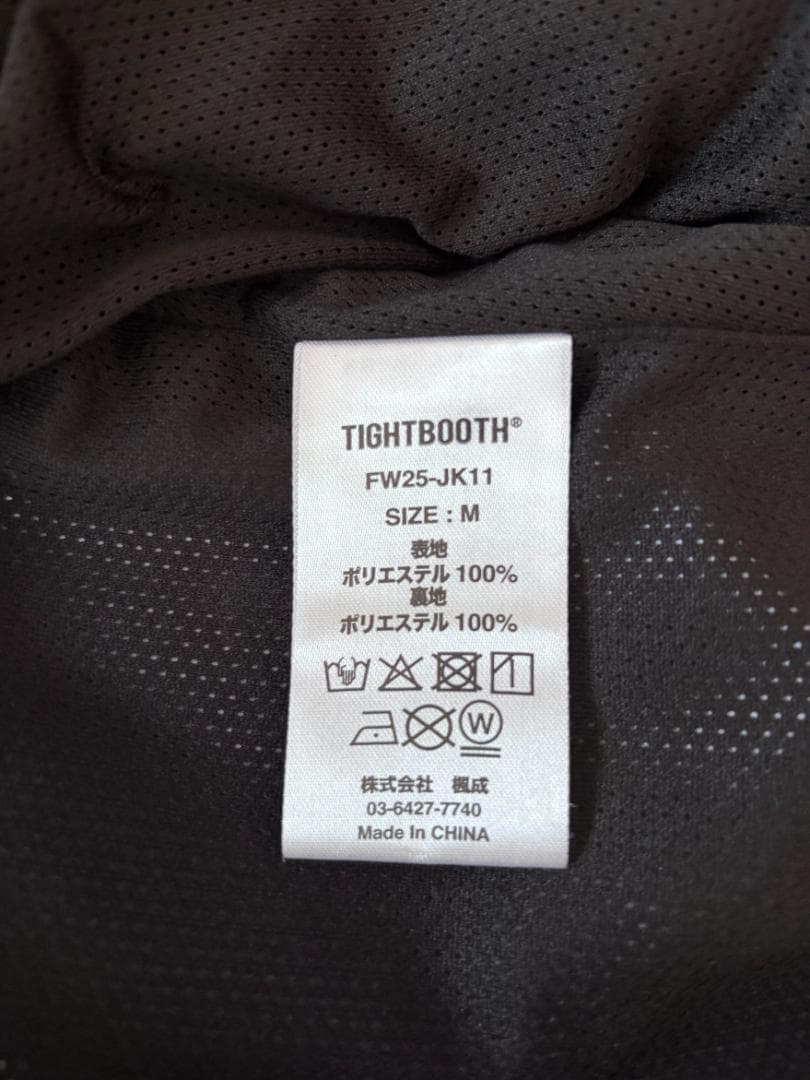 TIGHTBOOTH®
FW25-JK11
SIZE : M
表地
ポリエステル 100%
裏地
ポリエステル 100%
W
株式会社 楓成
03-6427-7740
Made In CHINA